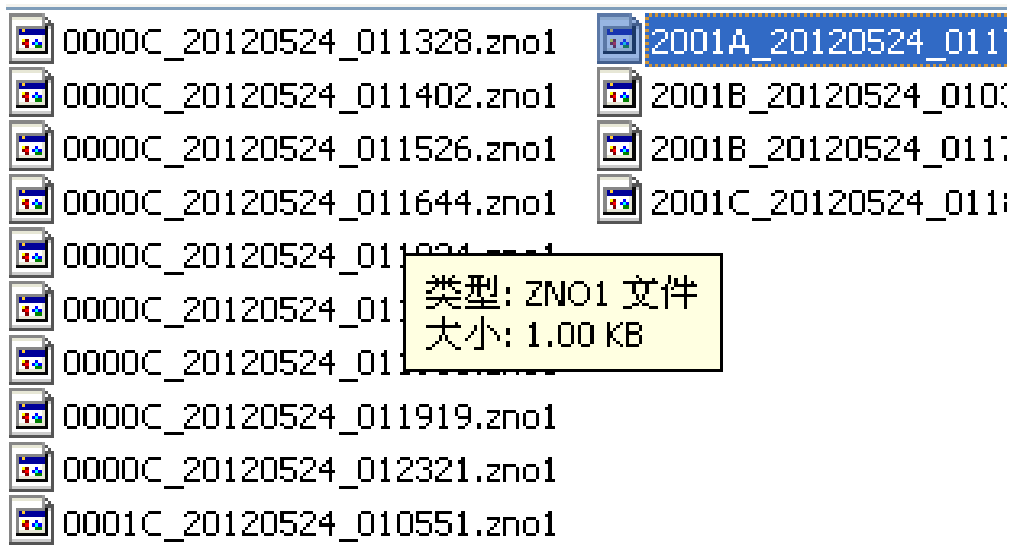 0000C_20120524_011328.zno1
0000C_20120524_011402.zno1
0000C_20120524_011526.zno1
0000C_20120524_011644.zno1
0000C_20120524_01
0000C_20120524_01
0000C_20120524_01
0000C_20120524_011919.zno1
0000C_20120524_012321.zno1
0001C_20120524_010551.zno1
2001A_20120524_011
2001B_20120524_010
2001B_20120524_011
2001C_20120524_011
类型: ZNO1 文件
大小: 1.00 KB